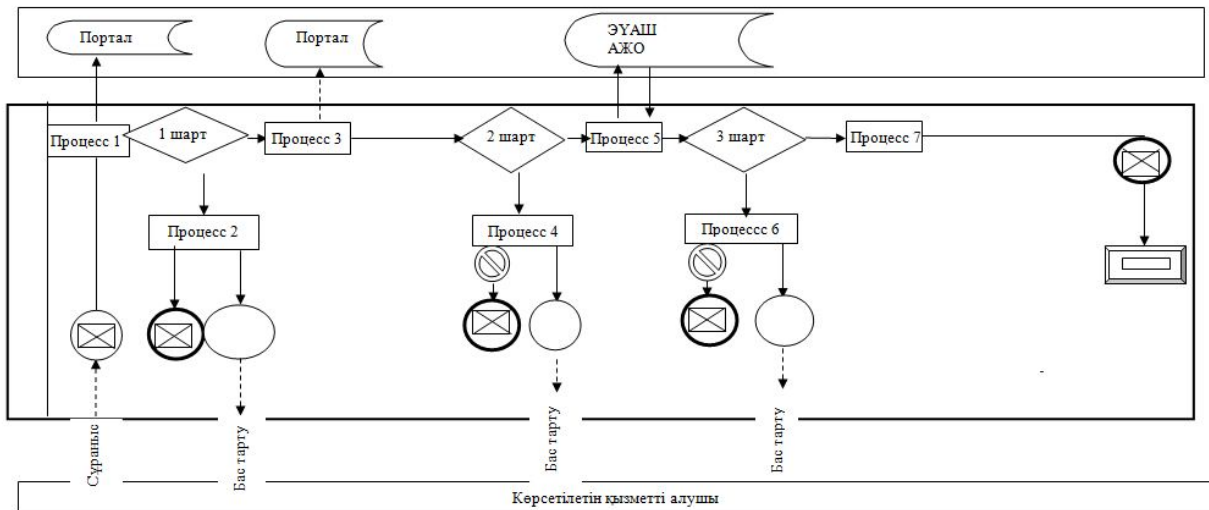 Портал
Портал
ЭҮАШ
АЖО
Процесс 1
1 шарт
Процесс 3
2 шарт
Процесс 5
3 шарт
Процесс 7
Процесс 2
Процесс 4
Процессс 6
Сұраныс
Бас тарту
Бас тарту
Бас тарту
Көрсетілетін қызметті алушы